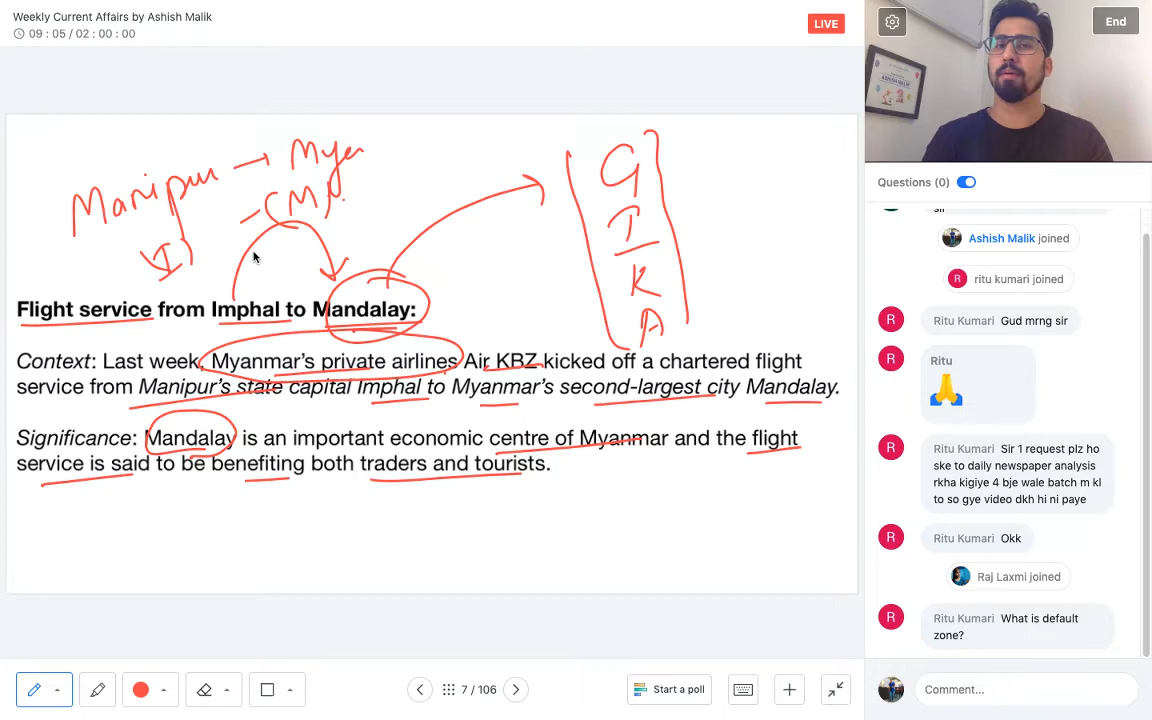 Weekly Current Affairs by Ashish Malik
09 : 05 / 02 : 00 : 00
LIVE
End
Manipur → Mya
Flight service from Imphal to Mandalay:
Context: Last week, Myanmar's private airlines Air KBZ kicked off a chartered flight
service from Manipur's state capital Imphal to Myanmar's second-largest city Mandalay.
Significance: Mandalay is an important economic centre of Myanmar and the flight
service is said to be benefiting both traders and tourists.
G
T
K
A
7 / 106
Start a poll
Questions (0)
sir
Ashish Malik joined
R
ritu kumari joined
R
Ritu Kumari Gud mrng sir
R
Ritu
R
Ritu Kumari Sir 1 request plz ho
ske to daily newspaper analysis
rkha kigiye 4 bje wale batch m kl
to so gye video dkh hi ni paye
R
Ritu Kumari Okk
Raj Laxmi joined
R
Ritu Kumari What is default
zone?
Comment...